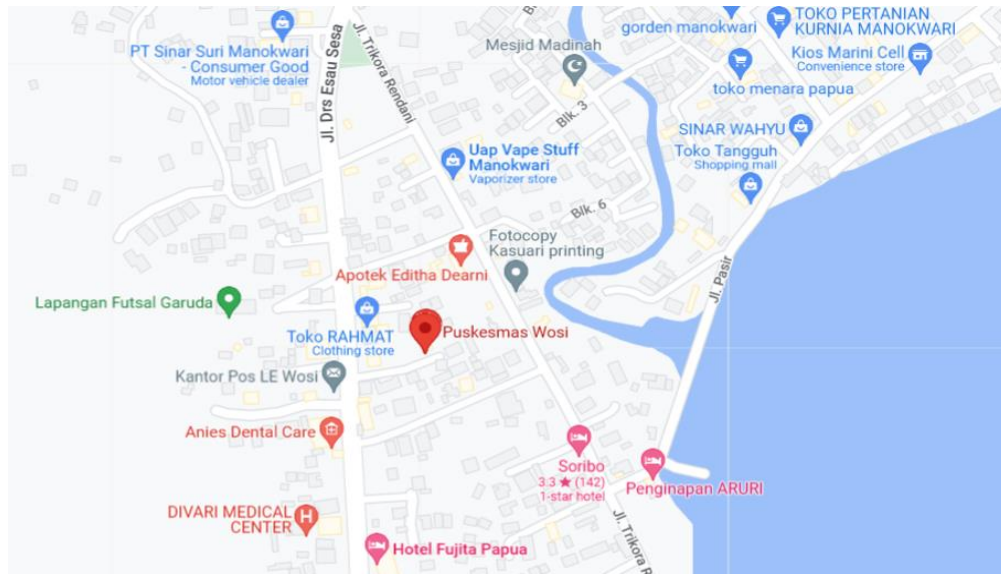 gorden manokwari
TOKO PERTANIAN
KURNIA MANOKWARI
PT Sinar Suri Manokwari
- Consumer Good
Motor vehicle dealer
Jl. Drs Esau Sesa
Jl. Trikora Rendani
Mesjid Madinah
Kios Marini Cell
Convenience store
toko menara papua
Blk. 3
SINAR WAHYU
Toko Tangguh
Shopping mall
Uap Vape Stuff
Manokwari
Vaporizer store
Blk. 6
Fotocopy
Kasuari printing
Apotek Editha Dearni
Jl. Pasir
Lapangan Futsal Garuda
Toko RAHMAT
Clothing store
Puskesmas Wosi
Kantor Pos LE Wosi
Anies Dental Care
Soribo
3.3 ★ (142)
1-star hotel
Penginapan ARURI
DIVARI MEDICAL
CENTER
Hotel Fujita Papua
Jl. Trikora R